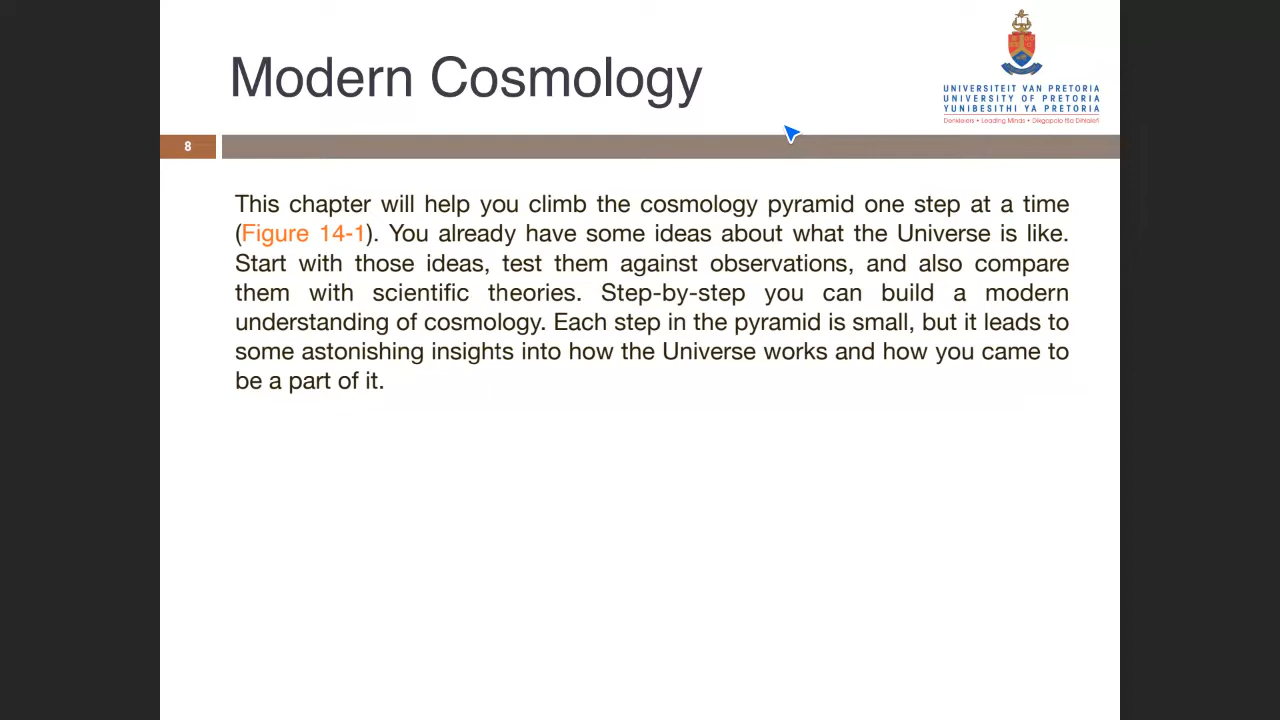 Modern Cosmology
UNIVERSITEIT VAN PRETORIA
UNIVERSITY OF PRETORIA
YUNIBESITHI YA PRETORIA
Denkleiers • Leading Minds • Dikgopolo tša Dihlalefi
8
This chapter will help you climb the cosmology pyramid one step at a time
(Figure 14-1). You already have some ideas about what the Universe is like.
Start with those ideas, test them against observations, and also compare
them with scientific theories. Step-by-step you can build a modern
understanding of cosmology. Each step in the pyramid is small, but it leads to
some astonishing insights into how the Universe works and how you came to
be a part of it.